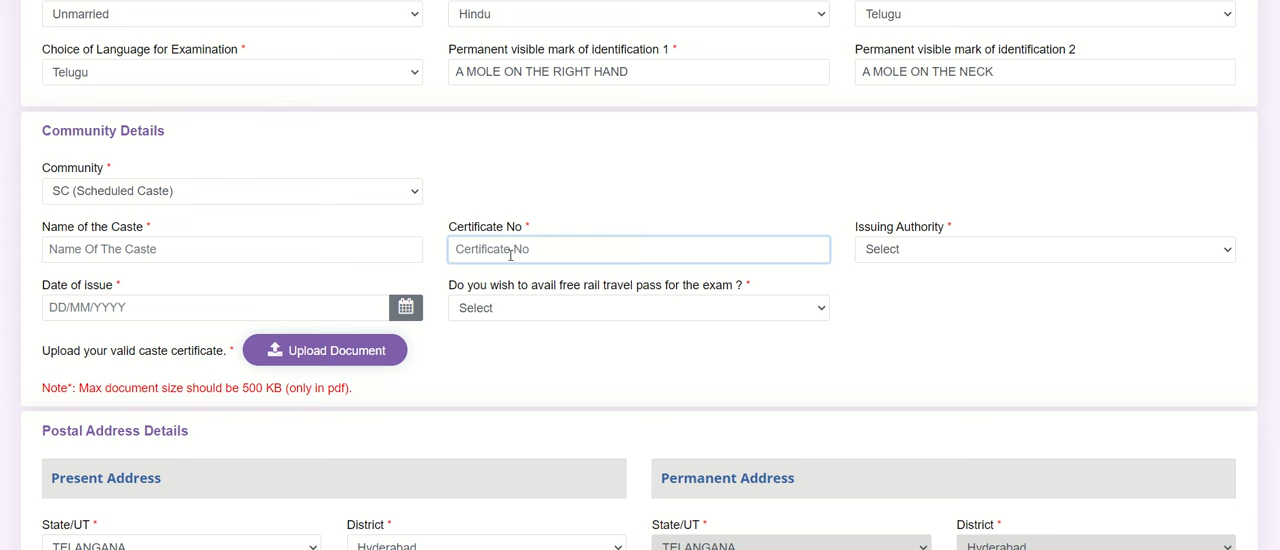 Unmarried Hindu Telugu
Choice of Language for Examination * Permanent visible mark of identification 1 * Permanent visible mark of identification 2
Telugu A MOLE ON THE RIGHT HAND A MOLE ON THE NECK
Community Details
Community *
SC (Scheduled Caste)
Name of the Caste * Certificate No * Issuing Authority *
Name Of The Caste Certificate No Select
Date of issue * Do you wish to avail free rail travel pass for the exam ? *
DD/MM/YYYY Select
Upload your valid caste certificate. * Upload Document
Note*: Max document size should be 500 KB (only in pdf).
Postal Address Details
Present Address Permanent Address
State/UT * District * State/UT * District *
TELANGANA Hyderabad TELANGANA Hyderabad